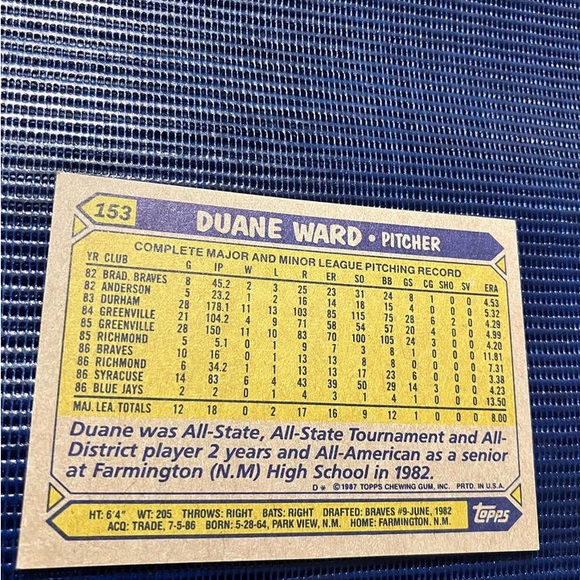 153
DUANE WARD • PITCHER
COMPLETE MAJOR AND MINOR LEAGUE PITCHING RECORD
YR CLUB G IP W L R ER SO BB GS CG SHO SV ERA
82 BRAD. BRAVES 8 45.2 2 3 25 23 31 24 8 1 0 0 4.53
82 ANDERSON 5 23.2 1 2 16 14 18 15 4 0 0 0 5.32
83 DURHAM 28 178.1 11 13 103 85 115 75 28 6 2 0 4.29
84 GREENVILLE 21 104.2 4 9 0 0 4.99
85 GREENVILLE 28 150 11 10 83 70 100 105 24 3 0 0 4.20
85 RICHMOND 5 5.1 0 1 9 7 3 8 1 0 0 0 11.81
86 BRAVES 10 16 0 1 13 13 8 8 0 0 0 0 7.31
86 RICHMOND 6 34.2 13 17 23 6 0 0 3.38
86 SYRACUSE 14 83 6 4 43 39 50 29 14 3 0 0 4.23
86 BLUE JAYS 2 2 0 1 4 3 1 4 1 0 0 0 13.50
MAJ. LEA. TOTALS 12 18 0 2 17 16 9 12 1 0 0 0 8.00
Duane was All-State, All-State Tournament and All-
District player 2 years and All-American as a senior
at Farmington (N.M) High School in 1982.
D* © 1987 TOPPS CHEWING GUM, INC. PRTD. IN U.S.A.
HT: 6'4" WT: 205 THROWS: RIGHT BATS: RIGHT DRAFTED: BRAVES #9-JUNE, 1982
ACQ: TRADE, 7-5-86 BORN: 5-28-64, PARK VIEW, N.M. HOME: FARMINGTON, N.M.
TOPPS